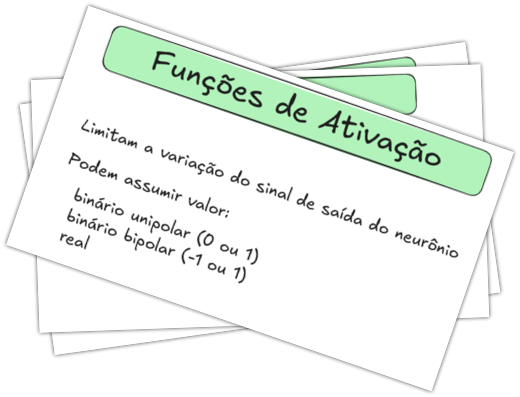 Funções de Ativação
Limitam a variação do sinal de saída do neurônio
Podem assumir valor:
binário unipolar (0 ou 1)
binário bipolar (-1 ou 1)
real